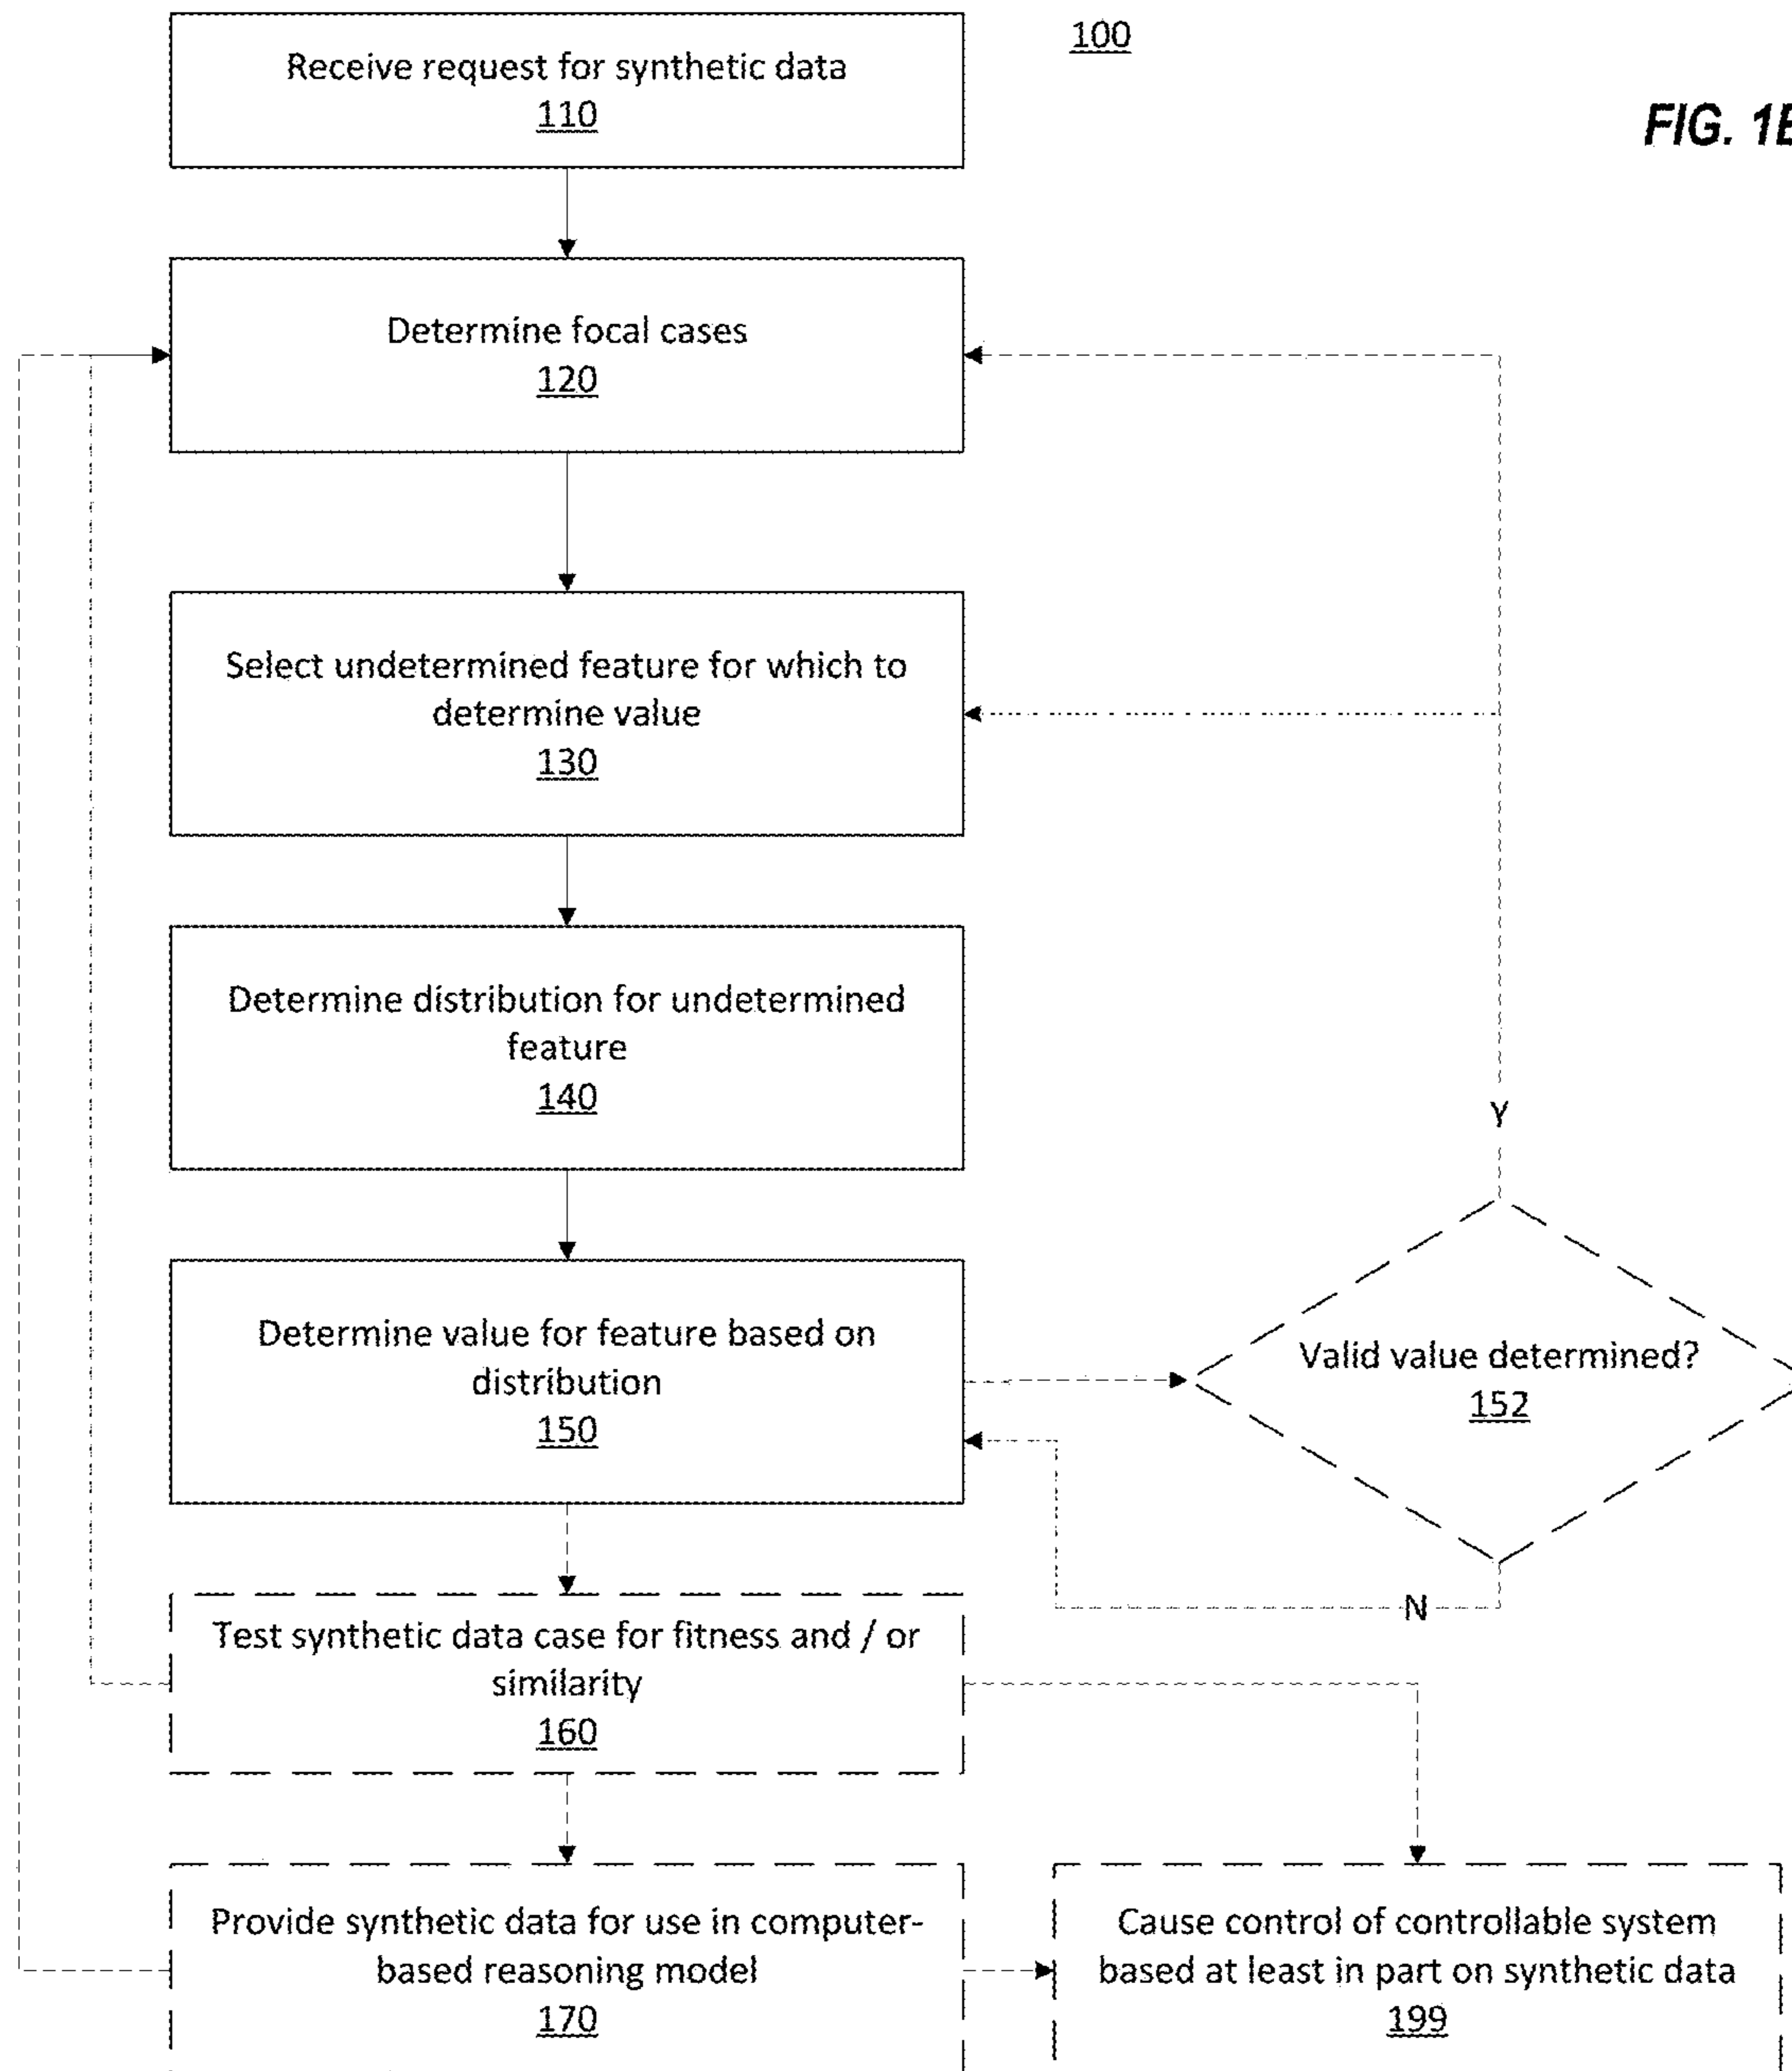 Receive request for synthetic data
110
100
FIG. 1B
Determine focal cases
120
Select undetermined feature for which to
determine value
130
Determine distribution for undetermined
feature
140
Y
Determine value for feature based on
distribution
150
Valid value determined?
152
N
Test synthetic data case for fitness and / or
similarity
160
Provide synthetic data for use in computer-
based reasoning model
170
Cause control of controllable system
based at least in part on synthetic data
199